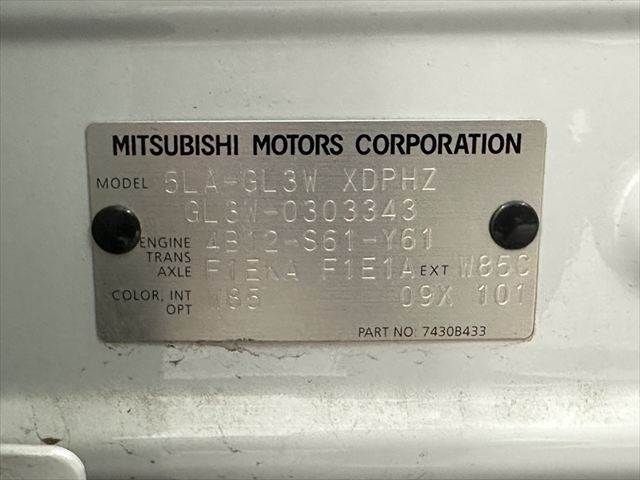 MITSUBISHI MOTORS CORPORATION
MODEL 5LA-GL3W XDPHZ
GL3W-0303343
ENGINE 4B12-S61-Y61
TRANS
AXLE F1EKA F1E1A EXT W85C
COLOR, INT 185 09X 101
OPT
PART NO: 7430B433